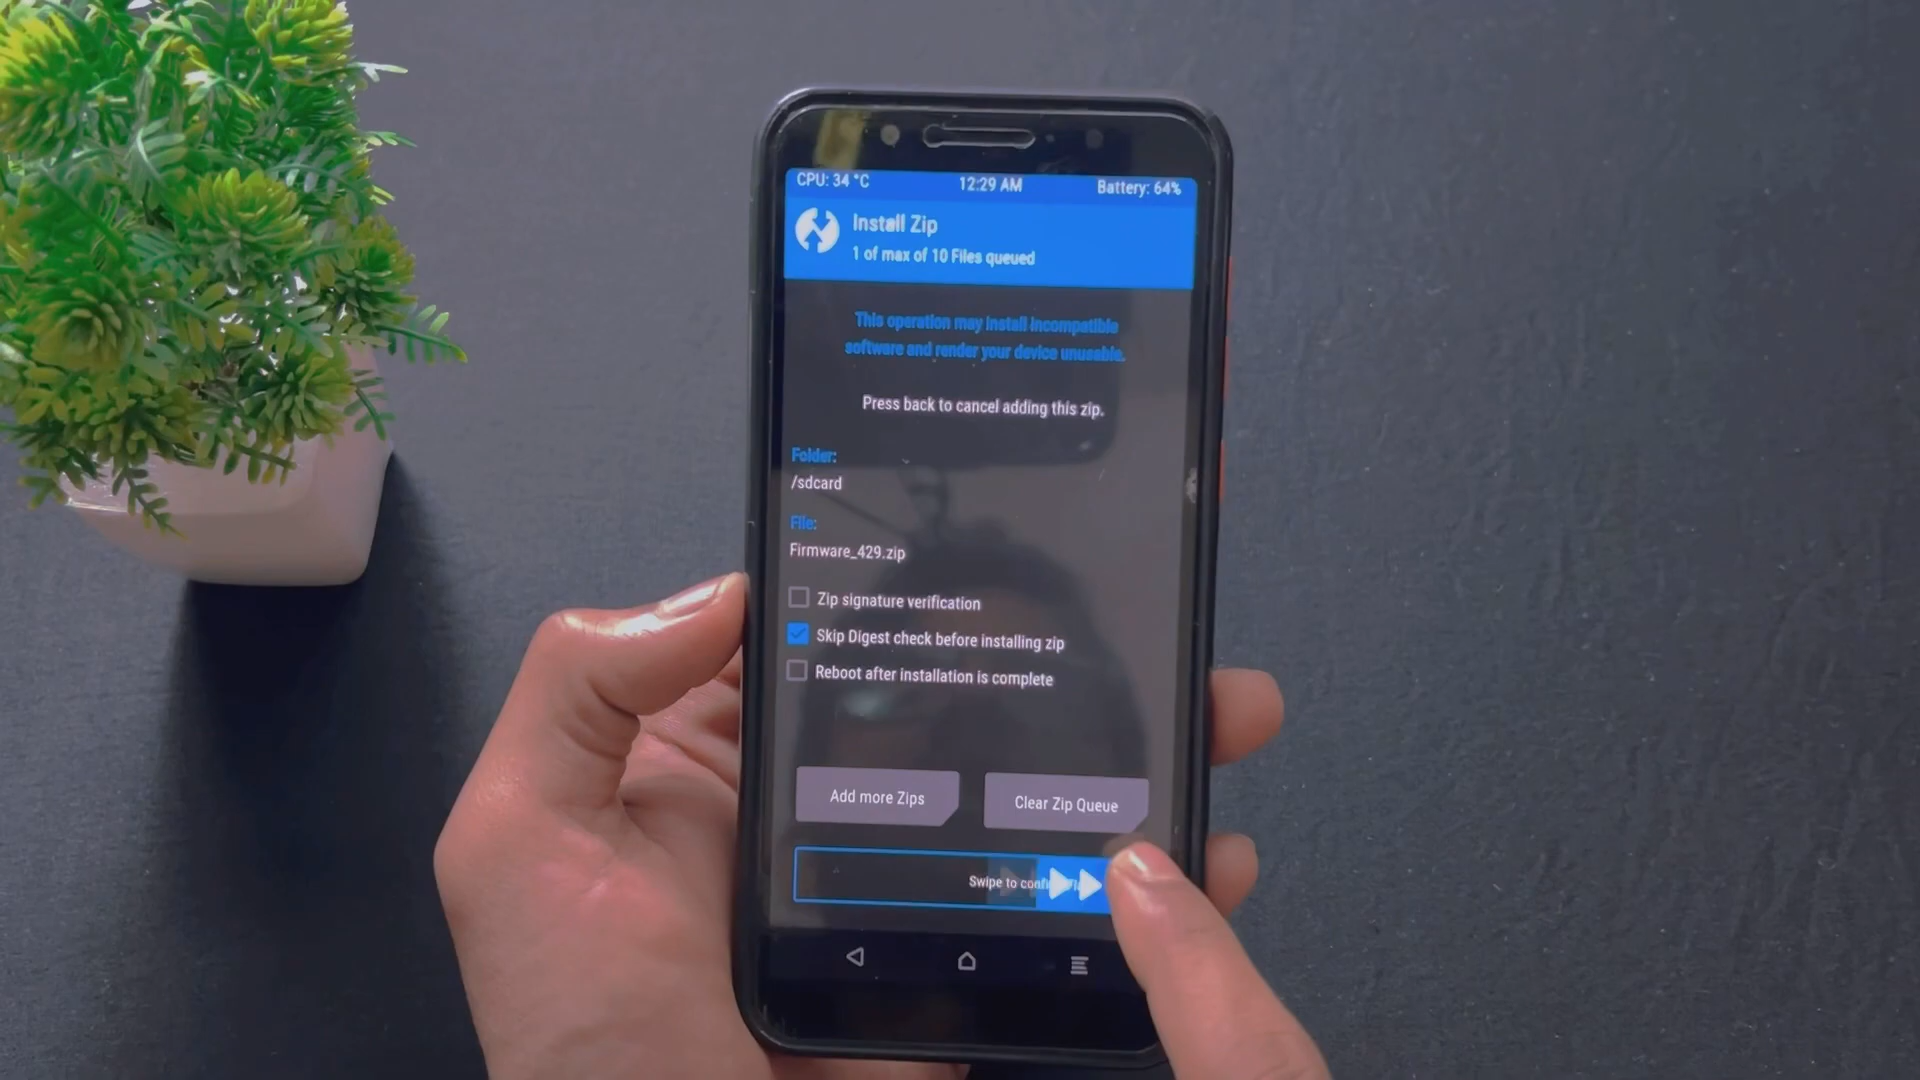 CPU: 34 °C 12:29 AM Battery: 64%
Install Zip
1 of max of 10 Files queued
This operation may install incompatible
software and render your device unusable.
Press back to cancel adding this zip.
Folder:
/sdcard
File:
Firmware_429.zip
Zip signature verification
Skip Digest check before installing zip
Reboot after installation is complete
Add more Zips Clear Zip Queue
Swipe to